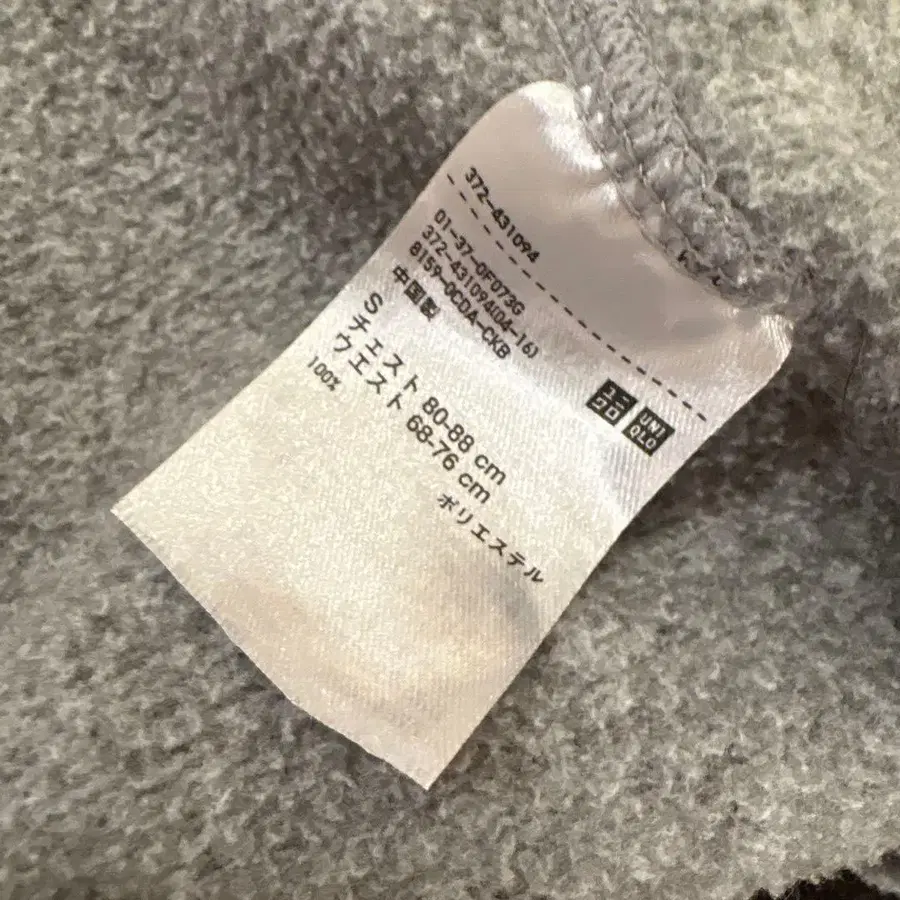 372-431094
01-37-0F073G
372-431094(04-16)
8159-0CDA-CKB
中国製
ユニ
クロ
UNI
QLO
S
チェスト 80-88 cm
ウエスト 68-76 cm
ポリエステル
100%